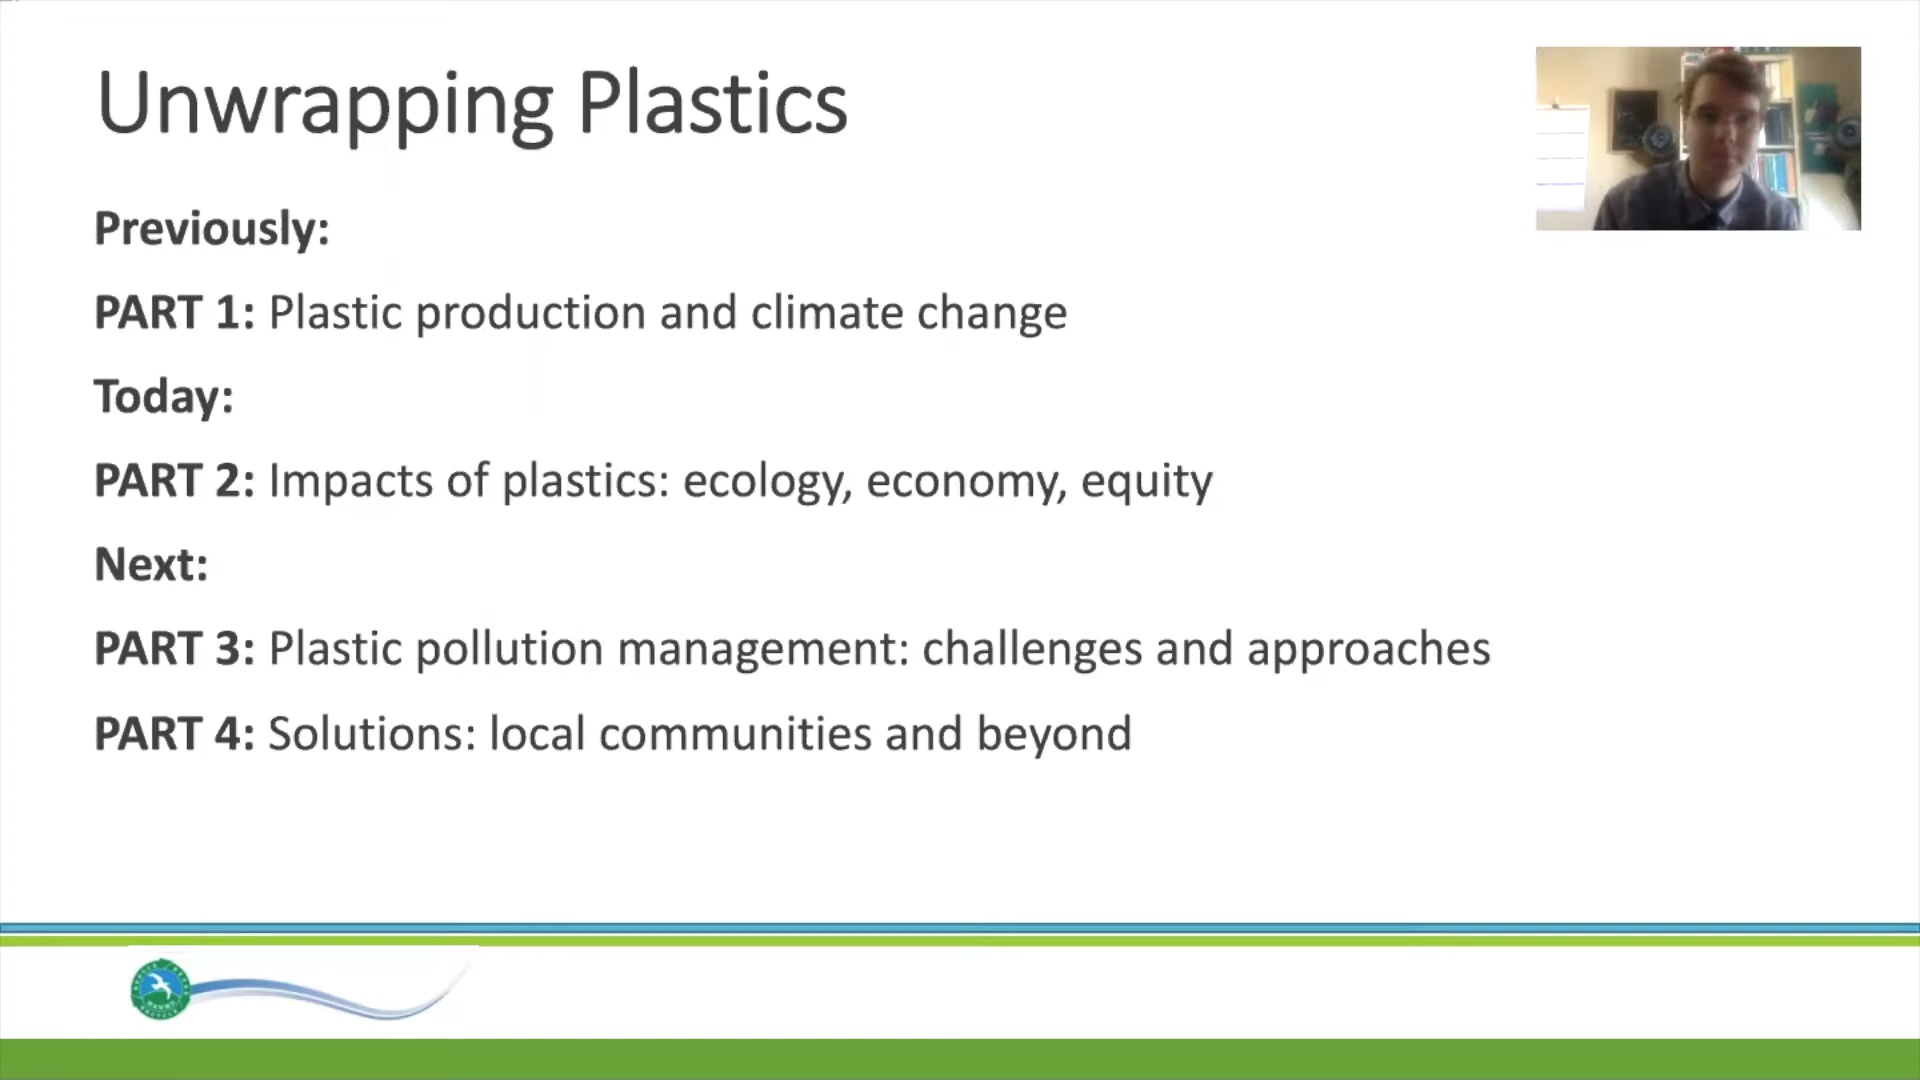 Unwrapping Plastics
Previously:
PART 1: Plastic production and climate change
Today:
PART 2: Impacts of plastics: ecology, economy, equity
Next:
PART 3: Plastic pollution management: challenges and approaches
PART 4: Solutions: local communities and beyond